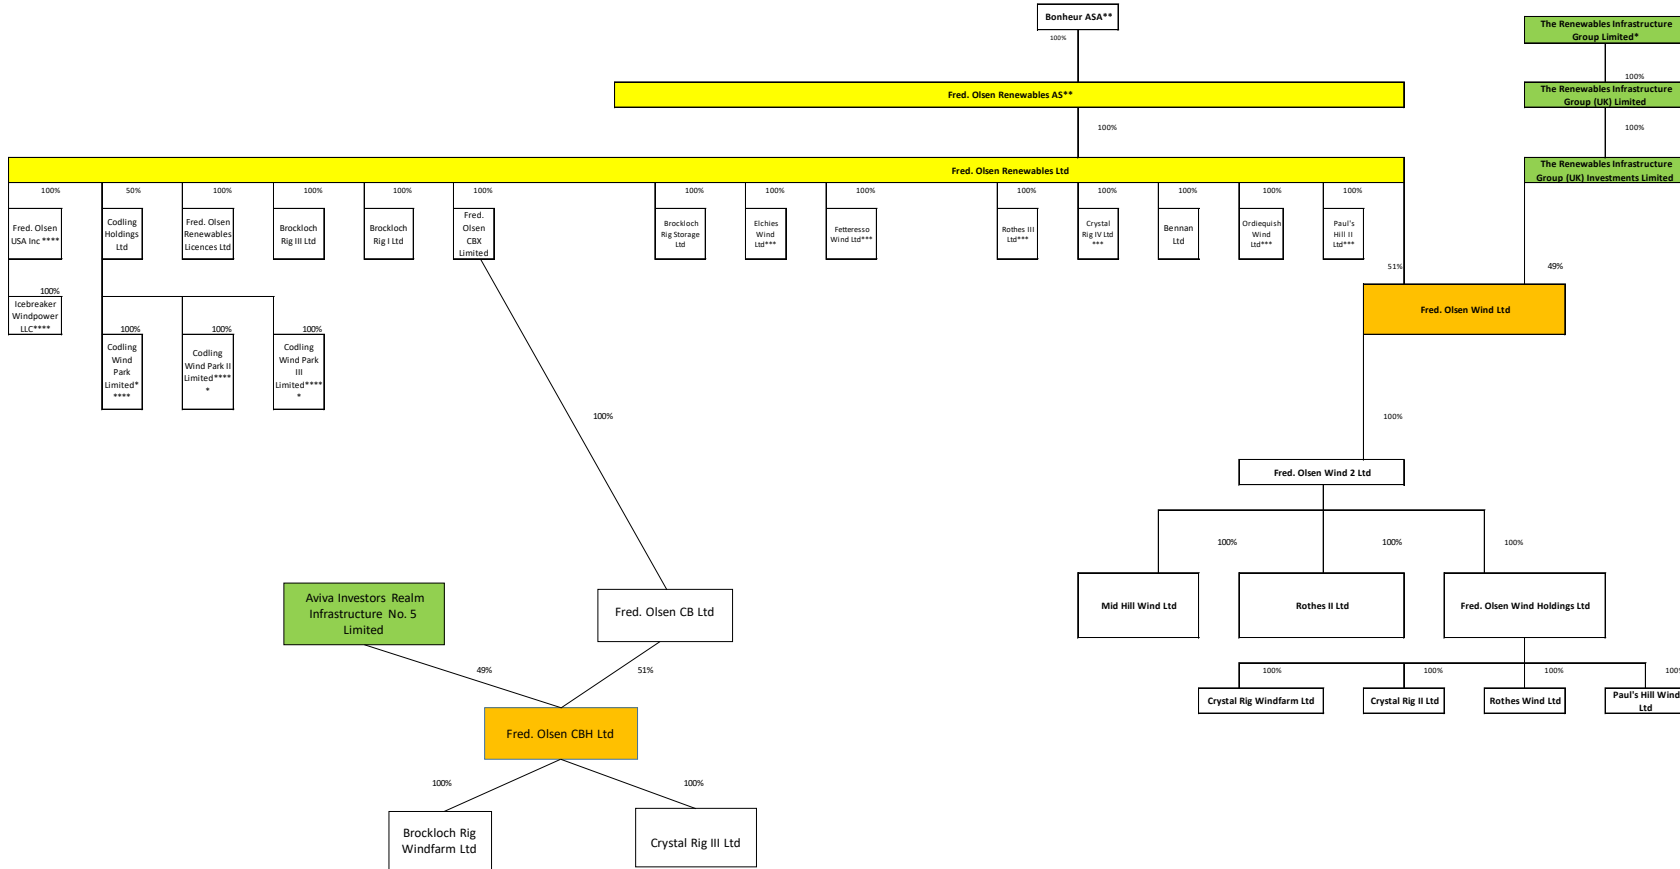 Bonheur ASA**
The Renewables Infrastructure
Group Limited*
100%
100%
Fred. Olsen Renewables AS**
The Renewables Infrastructure
Group (UK) Limited
100%
100%
Fred. Olsen Renewables Ltd
The Renewables Infrastructure
Group (UK) Investments Limited
100%
50%
100%
100%
100%
100%
100%
100%
100%
100%
100%
100%
100%
100%
Fred. Olsen
USA Inc ****
Codling
Holdings
Ltd
Fred. Olsen
Renewables
Licences Ltd
Brockloch
Rig III Ltd
Brockloch
Rig I Ltd
Fred.
Olsen
CBX
Limited
Brockloch
Rig Storage
Ltd
Elchies
Wind
Ltd***
Fetteresso
Wind Ltd***
Rothes III
Ltd***
Crystal
Rig IV Ltd
***
Bennan
Ltd
Ordiequish
Wind
Ltd***
Paul's
Hill II
Ltd***
51%
49%
100%
Icebreaker
Windpower
LLC****
Fred. Olsen Wind Ltd
100%
100%
100%
Codling
Wind
Park
Limited*
****
Codling
Wind Park II
Limited****
*
Codling
Wind Park
III
Limited****
*
100%
100%
Fred. Olsen Wind 2 Ltd
100%
100%
100%
Aviva Investors Realm
Infrastructure No. 5
Limited
Fred. Olsen CB Ltd
Mid Hill Wind Ltd
Rothes II Ltd
Fred. Olsen Wind Holdings Ltd
49%
51%
100%
100%
100%
100%
Crystal Rig Windfarm Ltd
Crystal Rig II Ltd
Rothes Wind Ltd
Paul's Hill Wind
Ltd
Fred. Olsen CBH Ltd
100%
100%
Brockloch Rig
Windfarm Ltd
Crystal Rig III Ltd